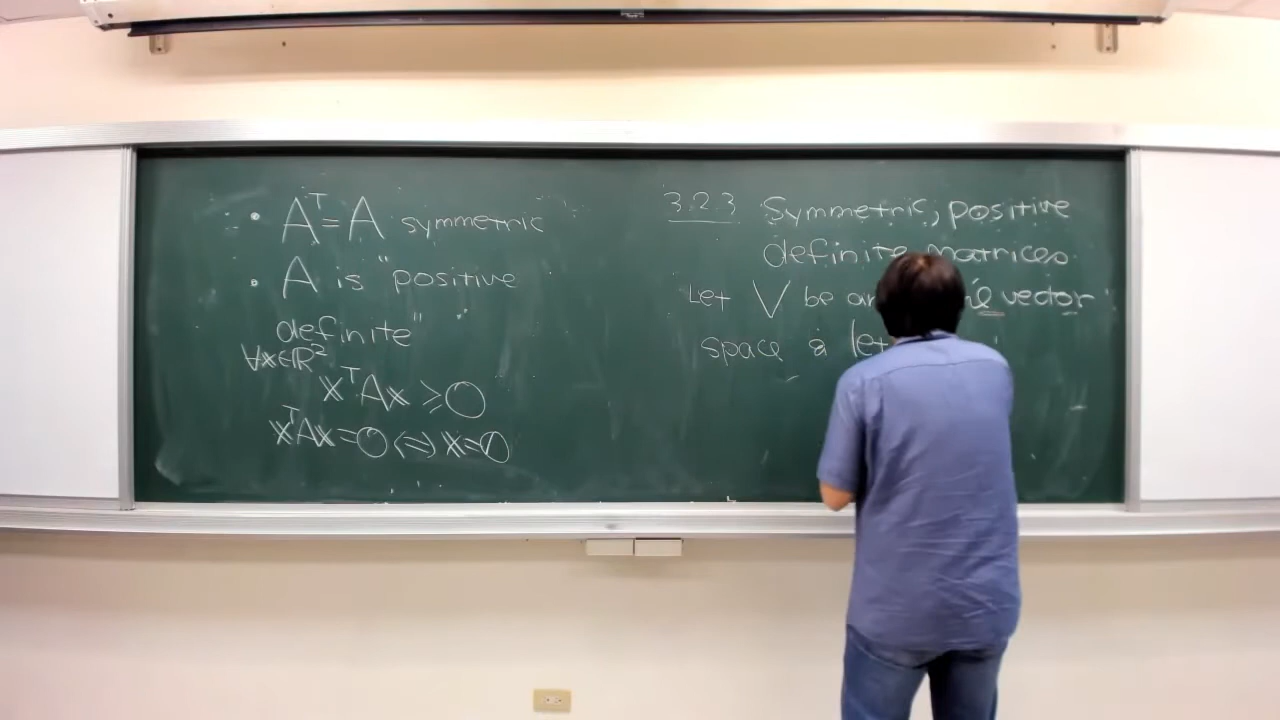 • Aᵀ = A symmetric
• A is "positive
definite"
∀x∈ℝ²
xᵀAx ≥ 0
xᵀAx = 0 ⇔ x = 0
3.2.3 Symmetric, positive
definite matrices
Let V be vector
space & let